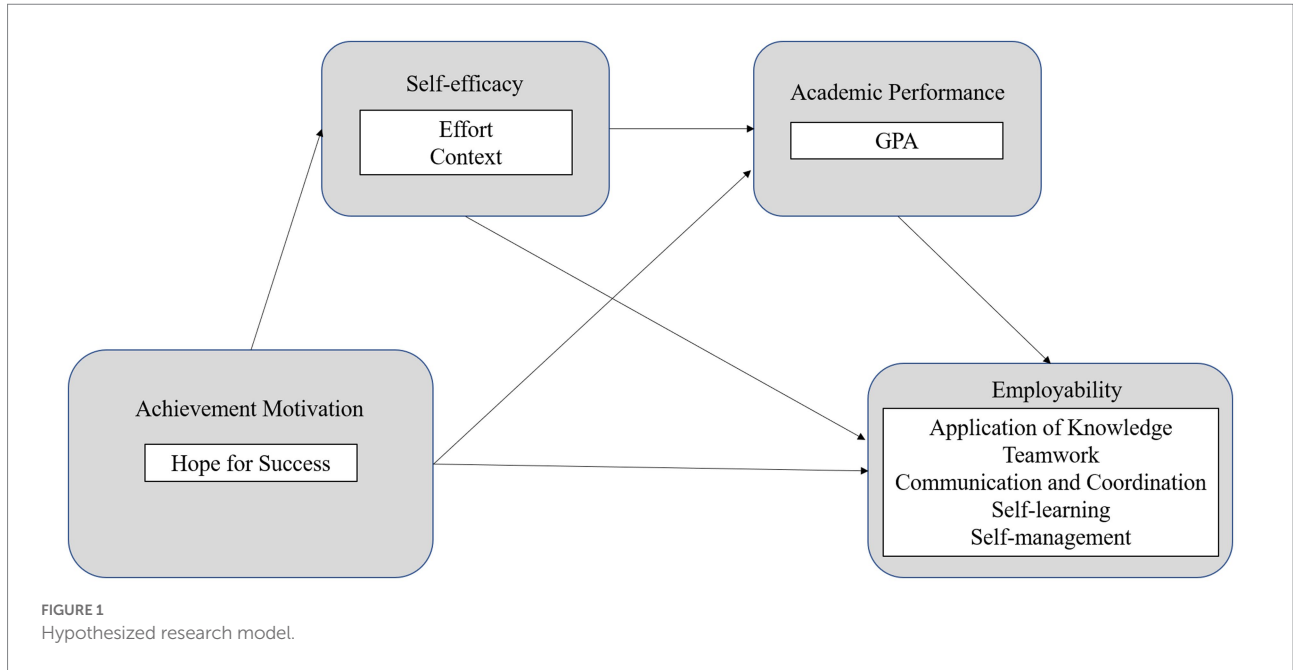 Self-efficacy
Effort
Context
Academic Performance
GPA
Achievement Motivation
Hope for Success
Employability
Application of Knowledge
Teamwork
Communication and Coordination
Self-learning
Self-management
FIGURE 1
Hypothesized research model.